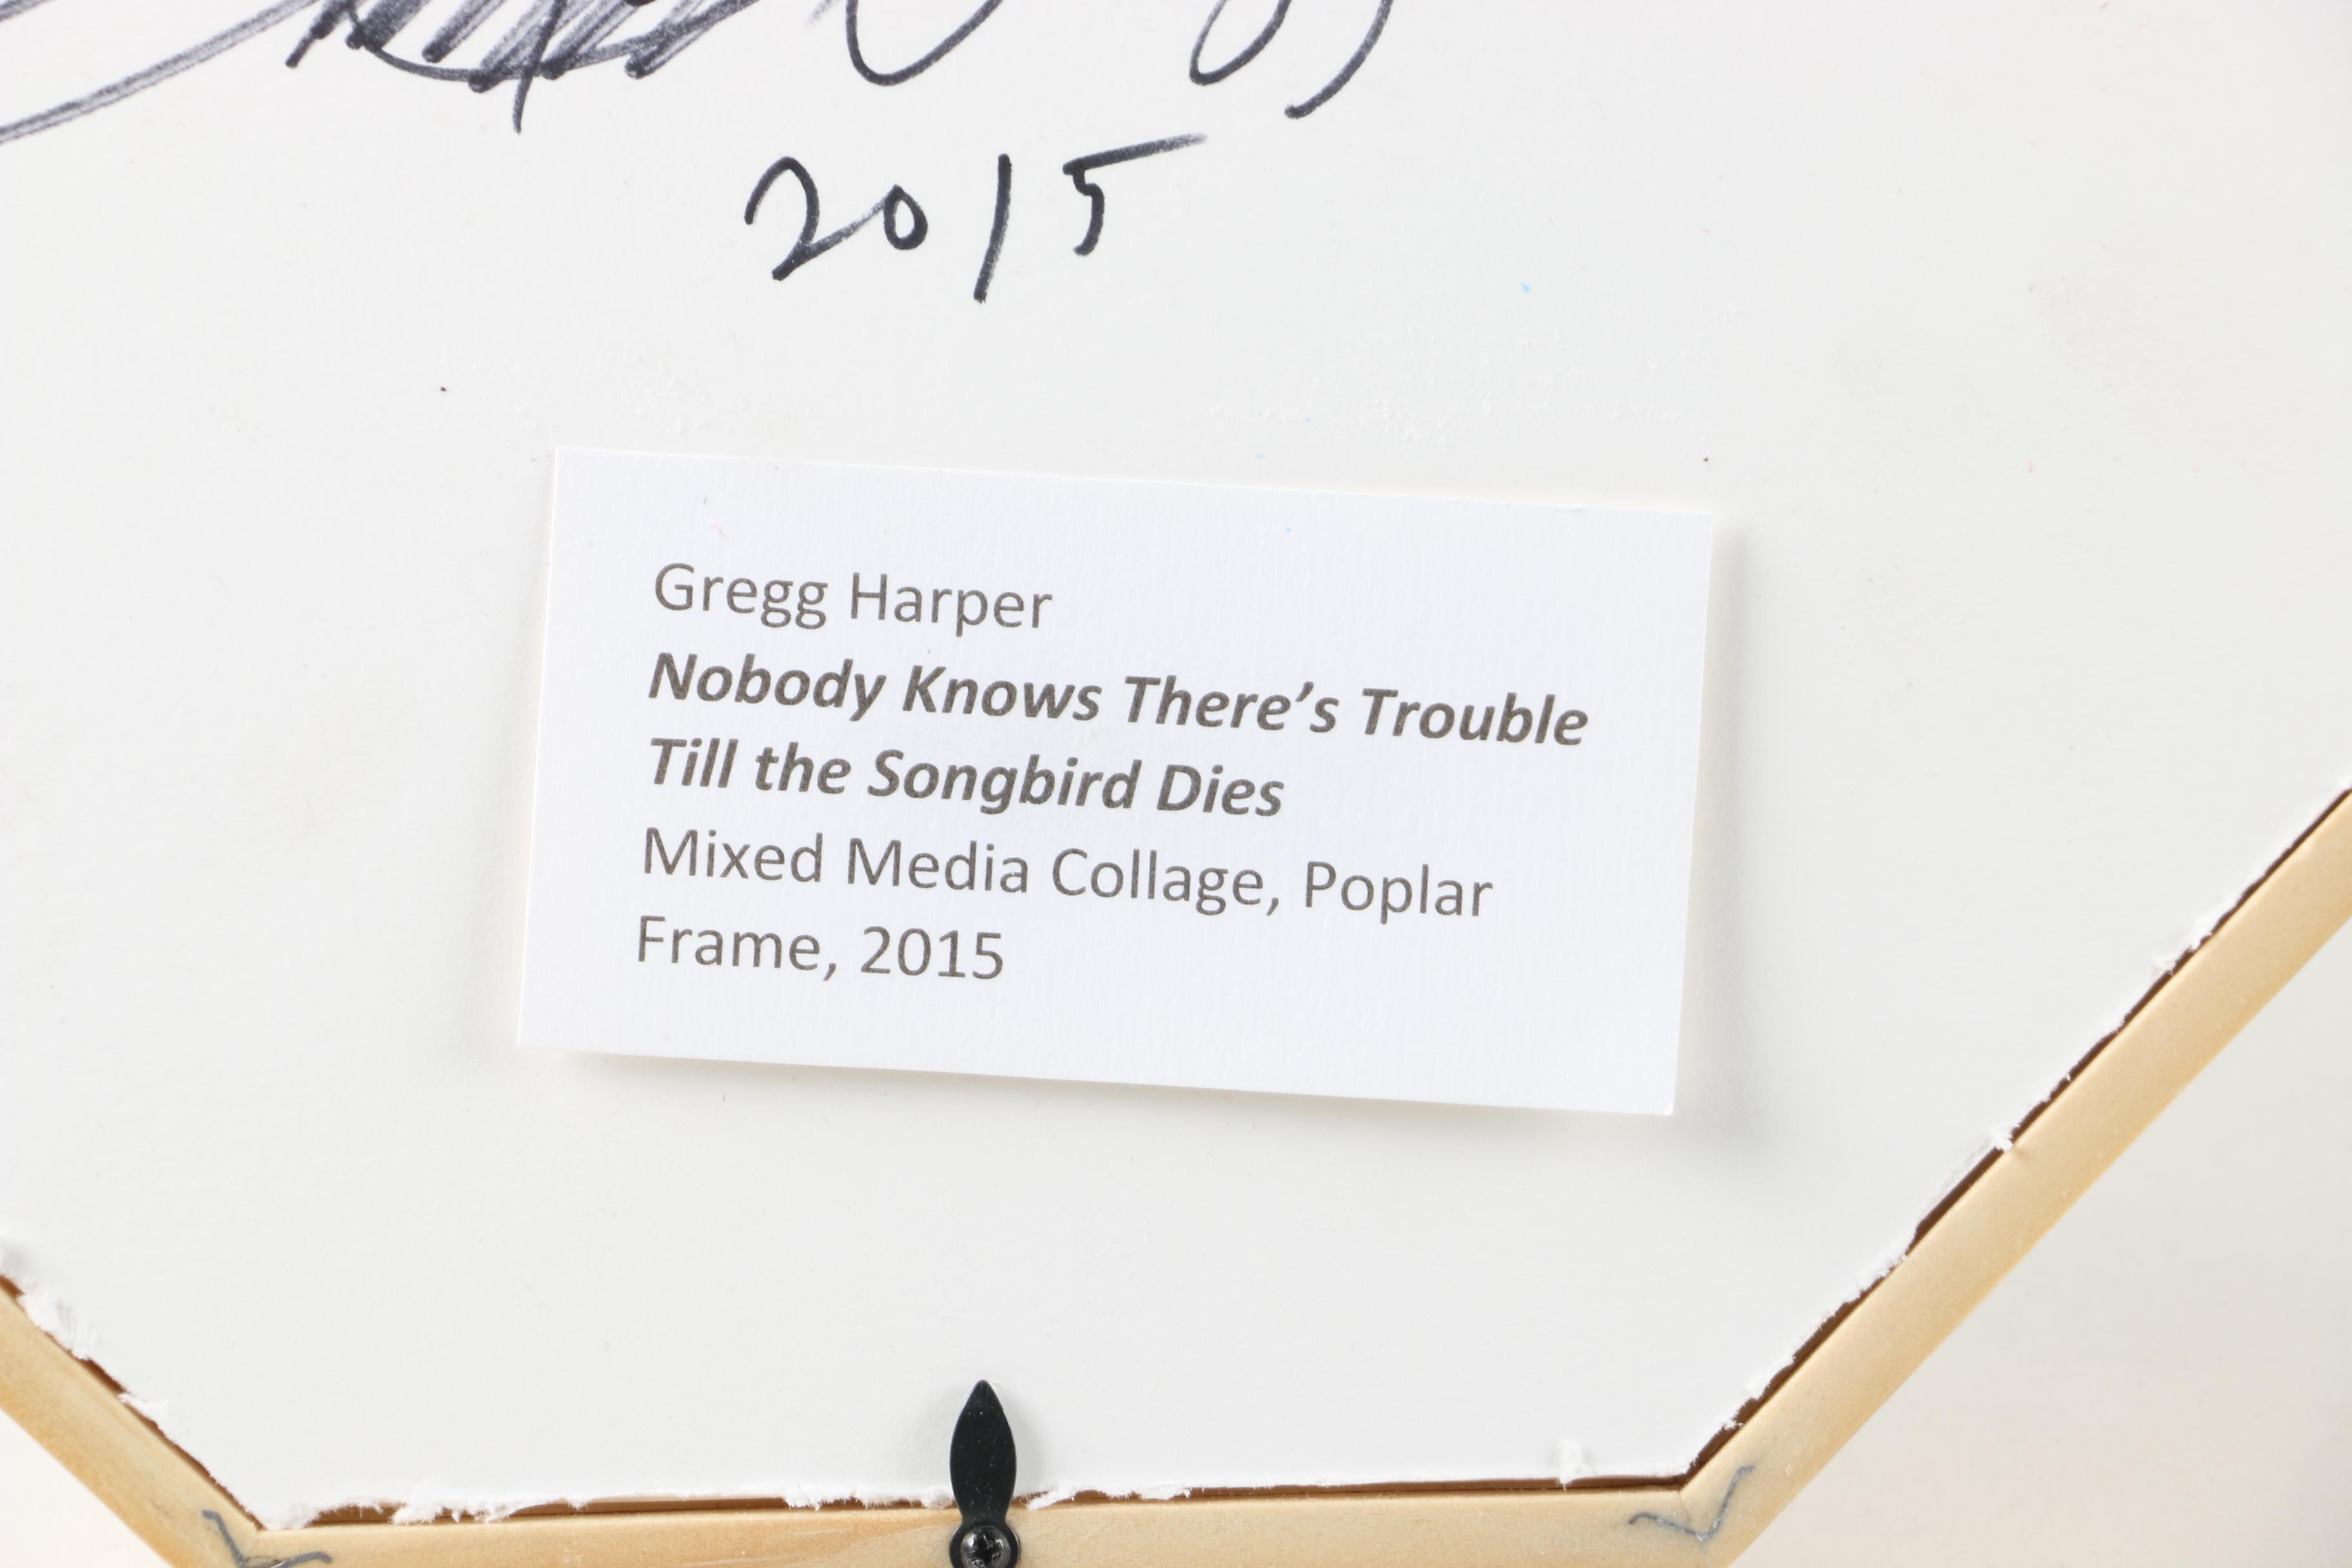 2015
Gregg Harper
Nobody Knows There’s Trouble
Till the Songbird Dies
Mixed Media Collage, Poplar
Frame, 2015